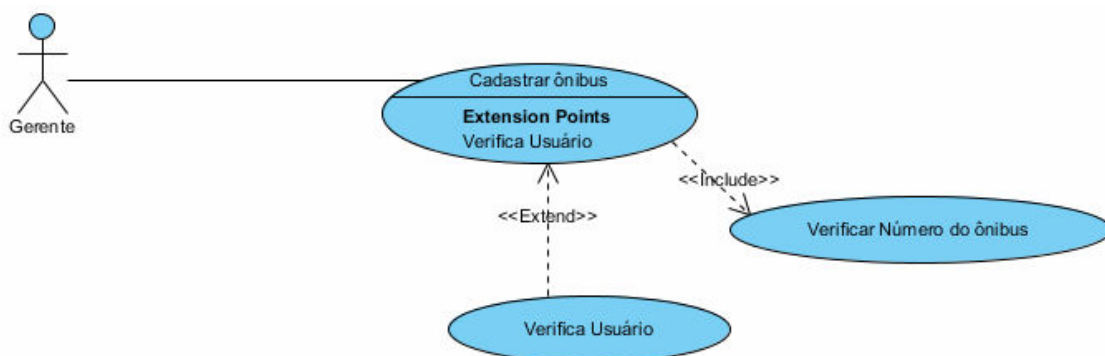 Gerente
Cadastrar ônibus
Extension Points
Verifica Usuário
<<Include>>
<<Extend>>
Verificar Número do ônibus
Verifica Usuário